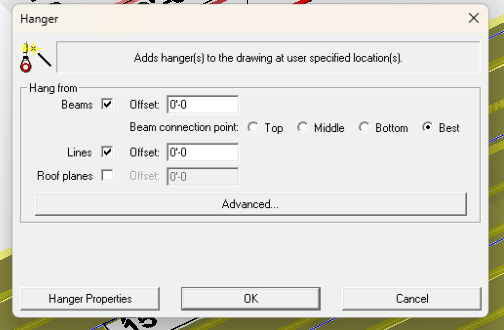 Hanger
Adds hanger(s) to the drawing at user specified location(s).
Hang from
Beams Offset: 0'-0
Beam connection point: Top Middle Bottom Best
Lines Offset: 0'-0
Roof planes Offset: 0'-0
Advanced...
Hanger Properties OK Cancel
15